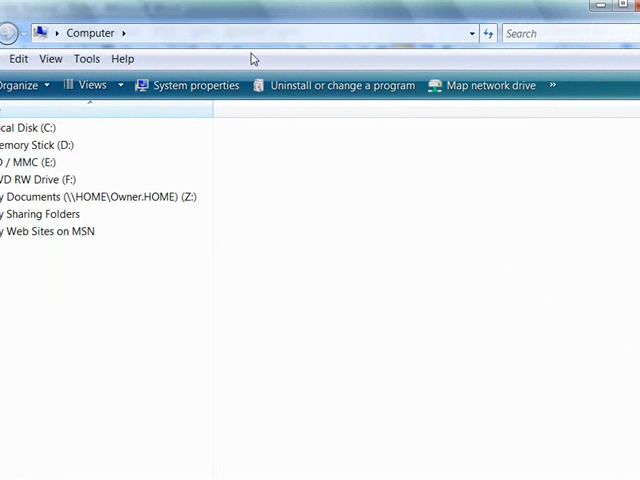 Computer
Search
Edit View Tools Help
Organize Views System properties Uninstall or change a program Map network drive »
cal Disk (C:)
emory Stick (D:)
D / MMC (E:)
VD RW Drive (F:)
y Documents (\\HOME\Owner.HOME) (Z:)
y Sharing Folders
y Web Sites on MSN